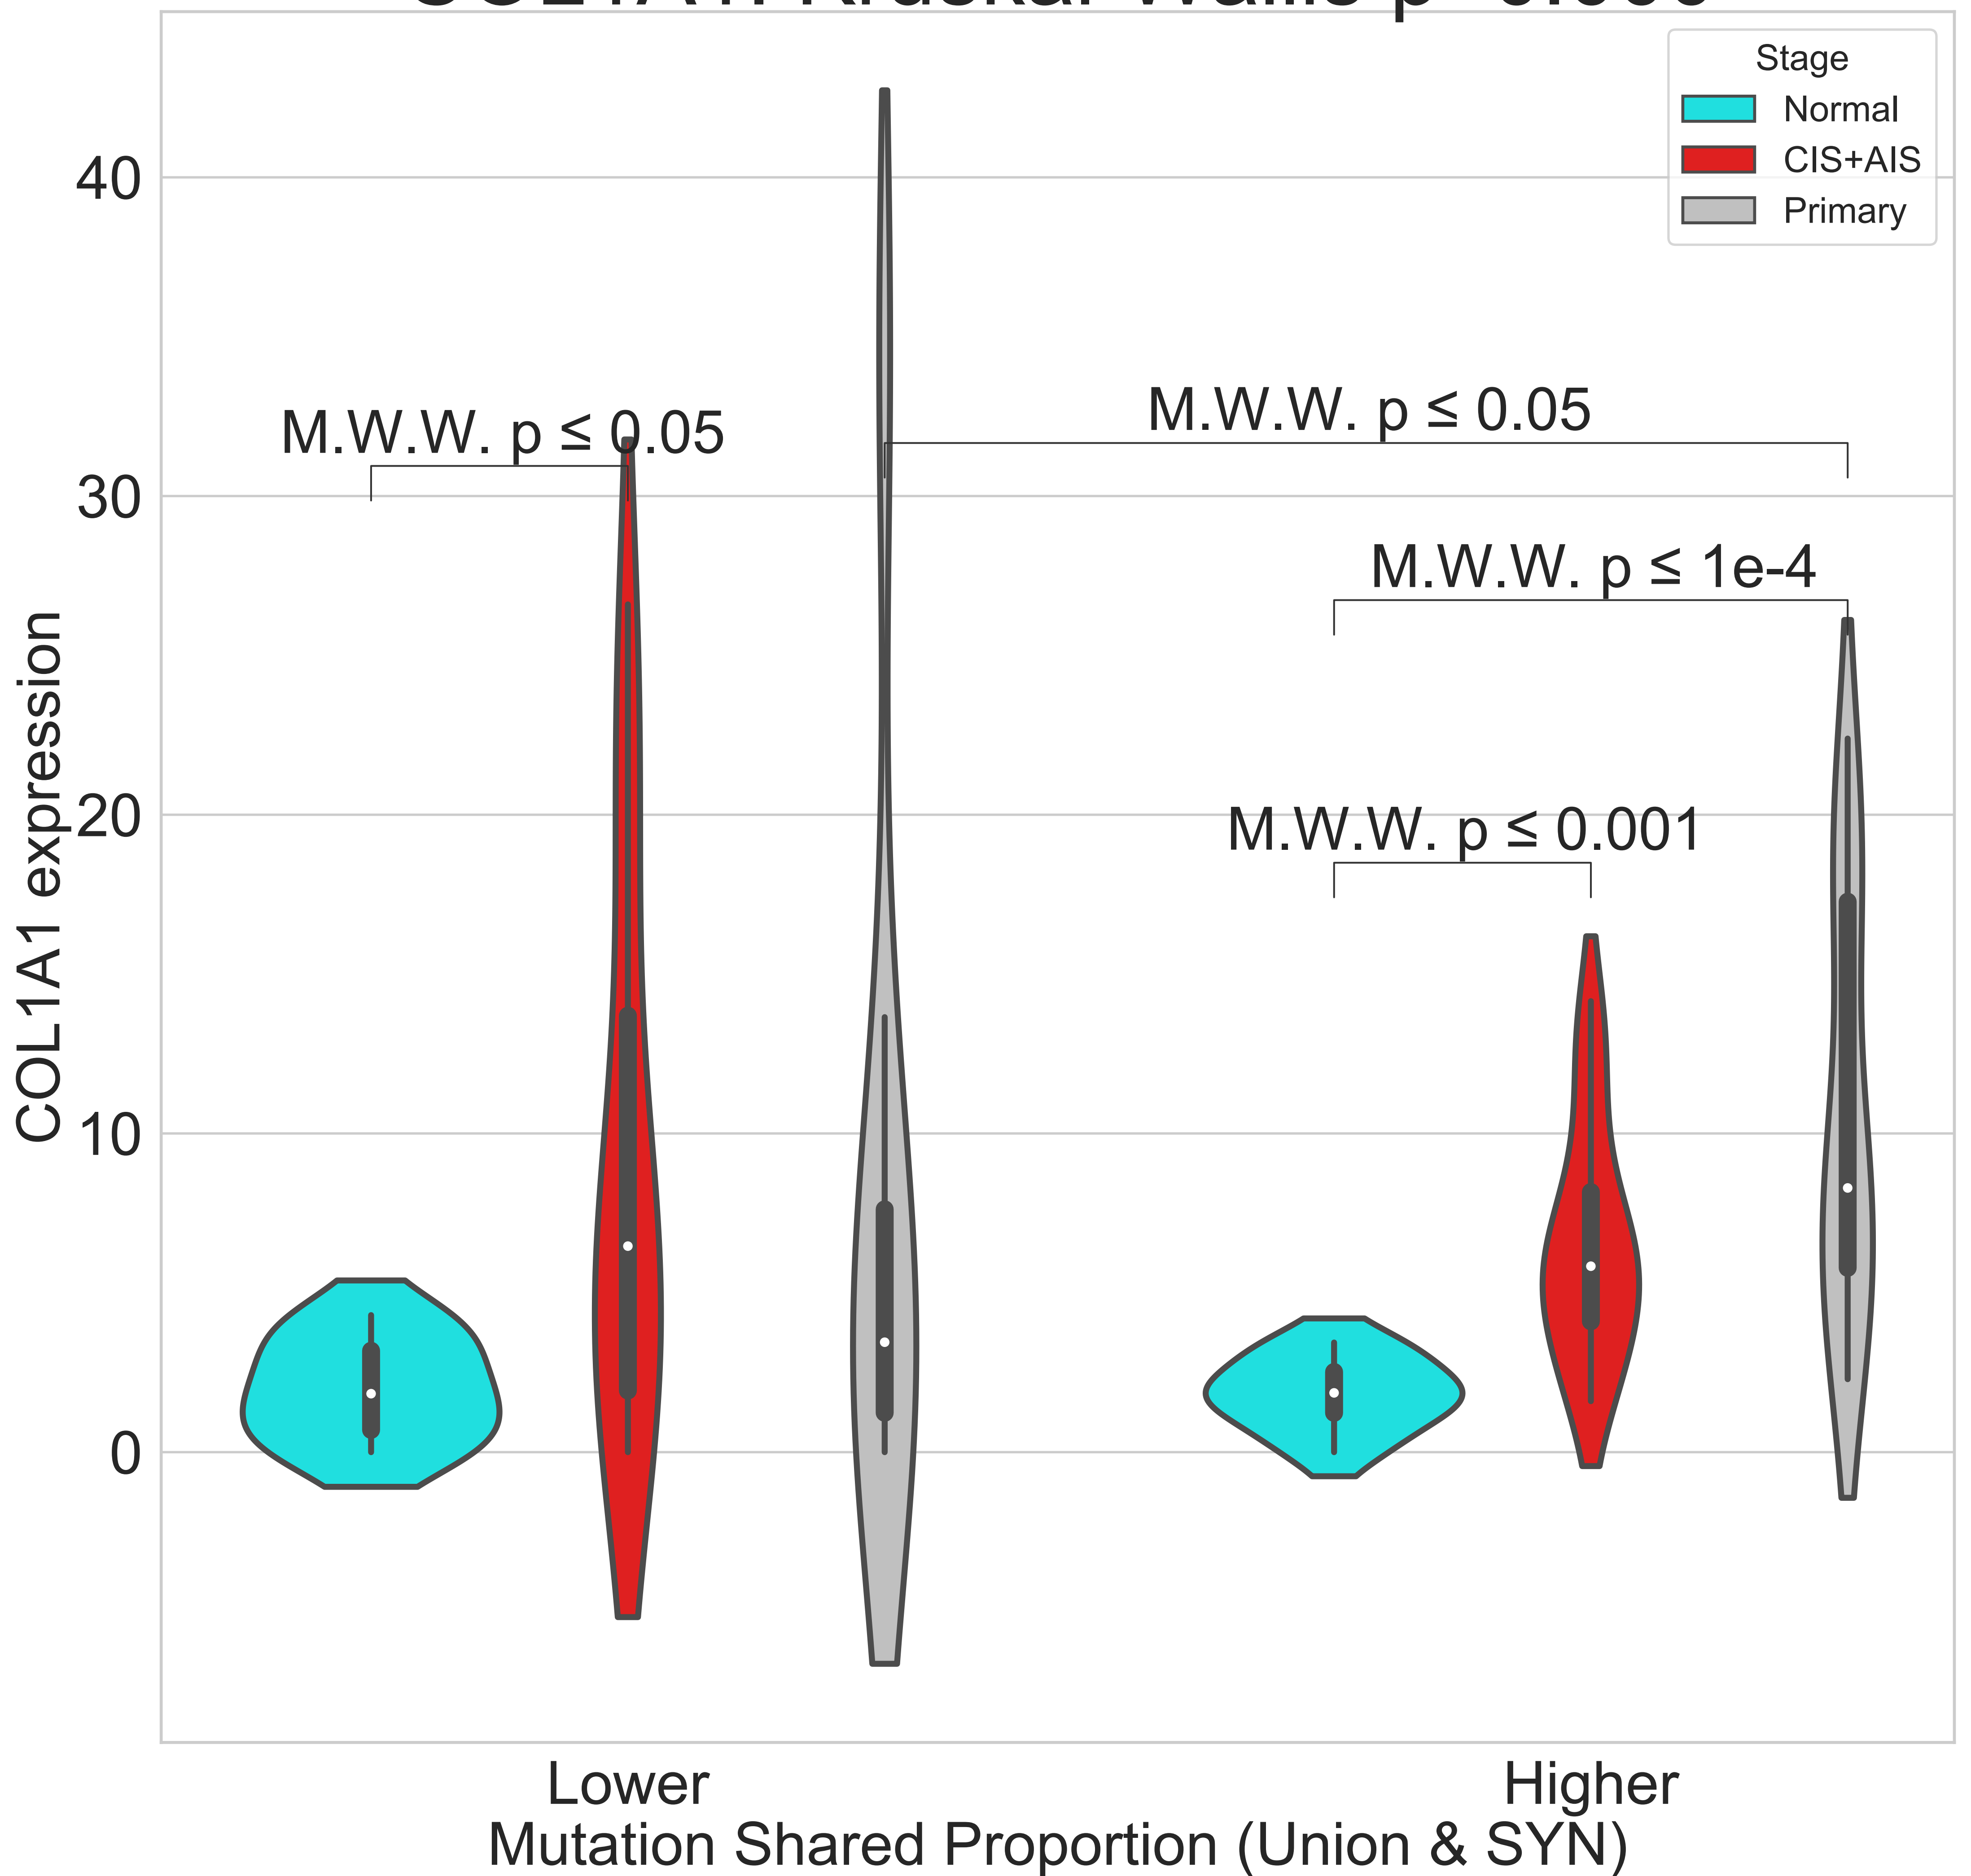 Stage
Normal
CIS+AIS
Primary
40
30
20
10
0
COL1A1 expression
M.W.W. p ≤ 0.05
M.W.W. p ≤ 0.05
M.W.W. p ≤ 1e-4
M.W.W. p ≤ 0.001
Lower
Higher
Mutation Shared Proportion (Union & SYN)